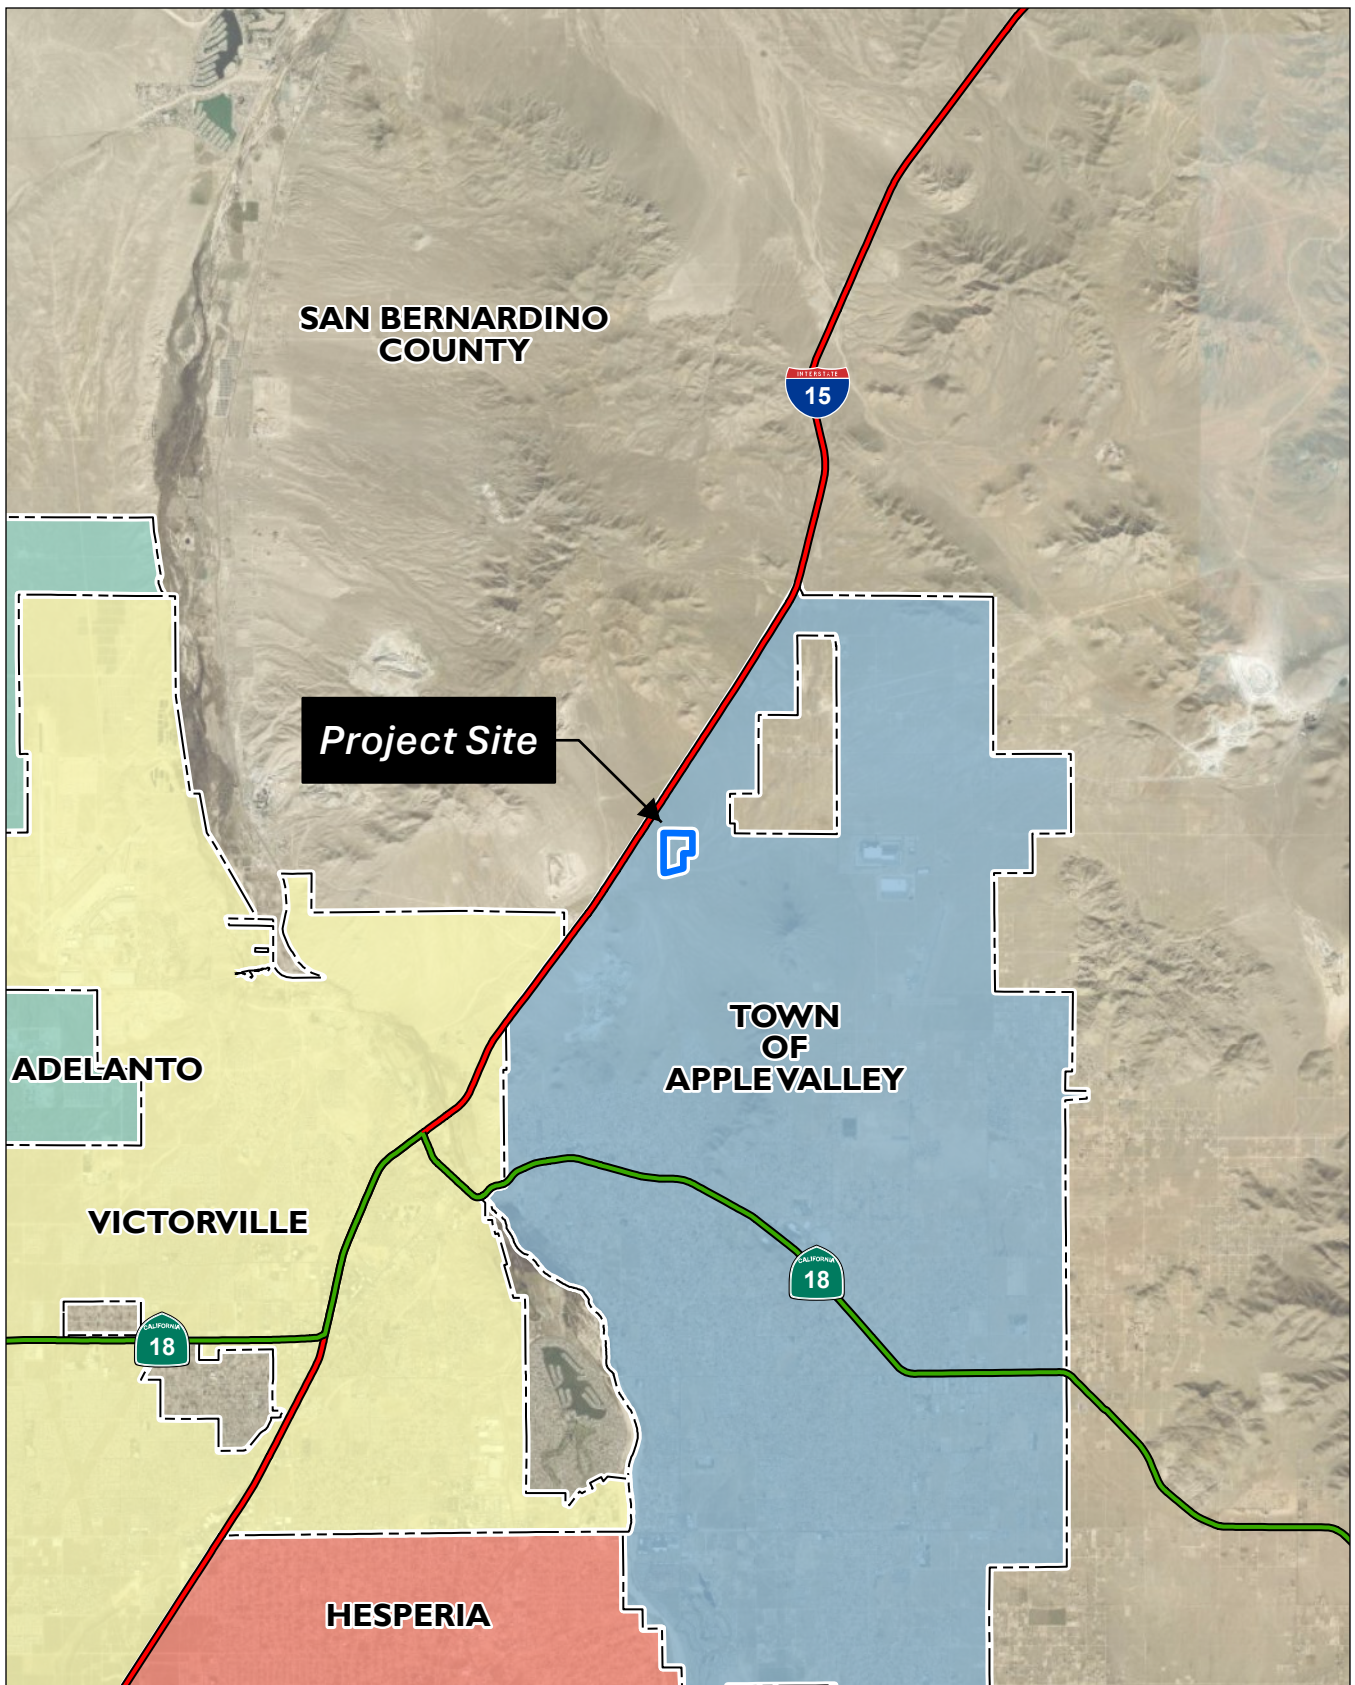 SAN BERNARDINO
COUNTY
INTERSTATE
15
Project Site
TOWN
OF
APPLE VALLEY
ADELANTO
VICTORVILLE
CALIFORNIA
18
CALIFORNIA
18
HESPERIA